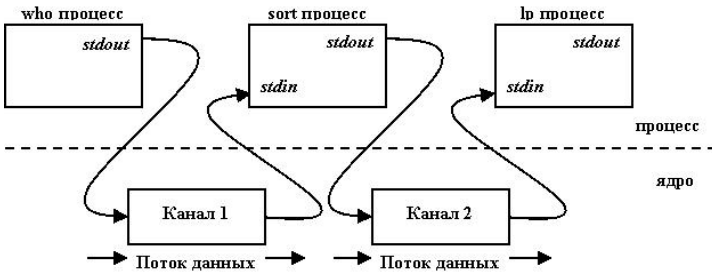 who процесс
sort процесс
lp процесс
stdout
stdout
stdout
stdin
stdin
процесс
ядро
Канал 1
Канал 2
Поток данных
Поток данных